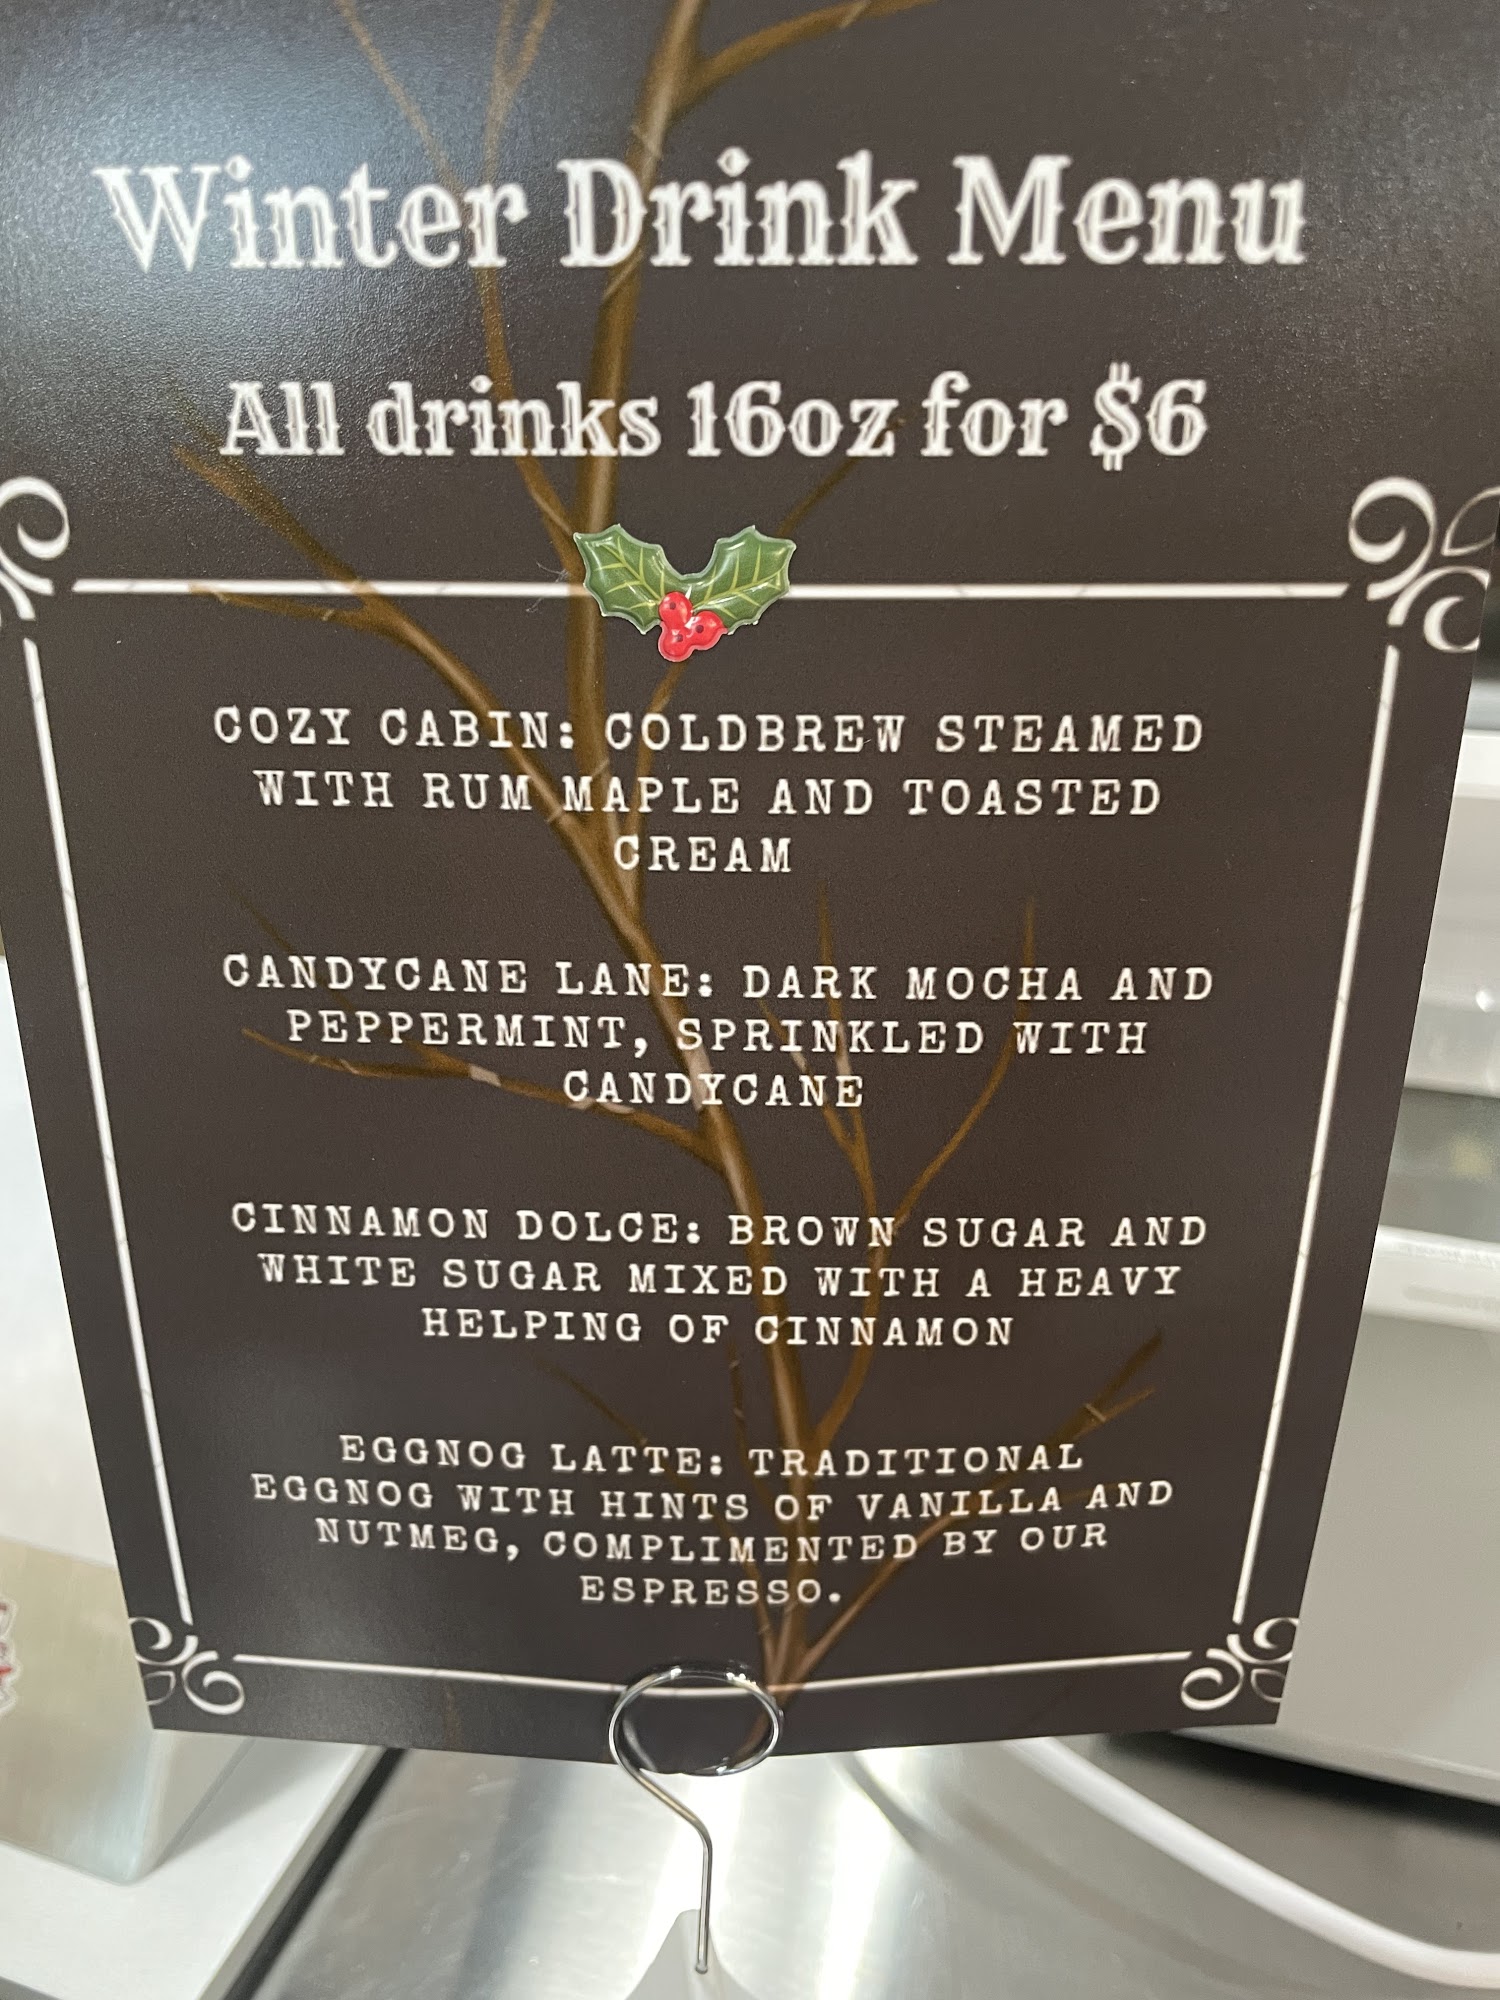 Winter Drink Menu
All drinks 16oz for $6
COZY CABIN: COLDBREW STEAMED
WITH RUM MAPLE AND TOASTED
CREAM
CANDYCANE LANE: DARK MOCHA AND
PEPPERMINT, SPRINKLED WITH
CANDYCANE
CINNAMON DOLCE: BROWN SUGAR AND
WHITE SUGAR MIXED WITH A HEAVY
HELPING OF CINNAMON
EGGNOG LATTE: TRADITIONAL
EGGNOG WITH HINTS OF VANILLA AND
NUTMEG, COMPLIMENTED BY OUR
ESPRESSO.